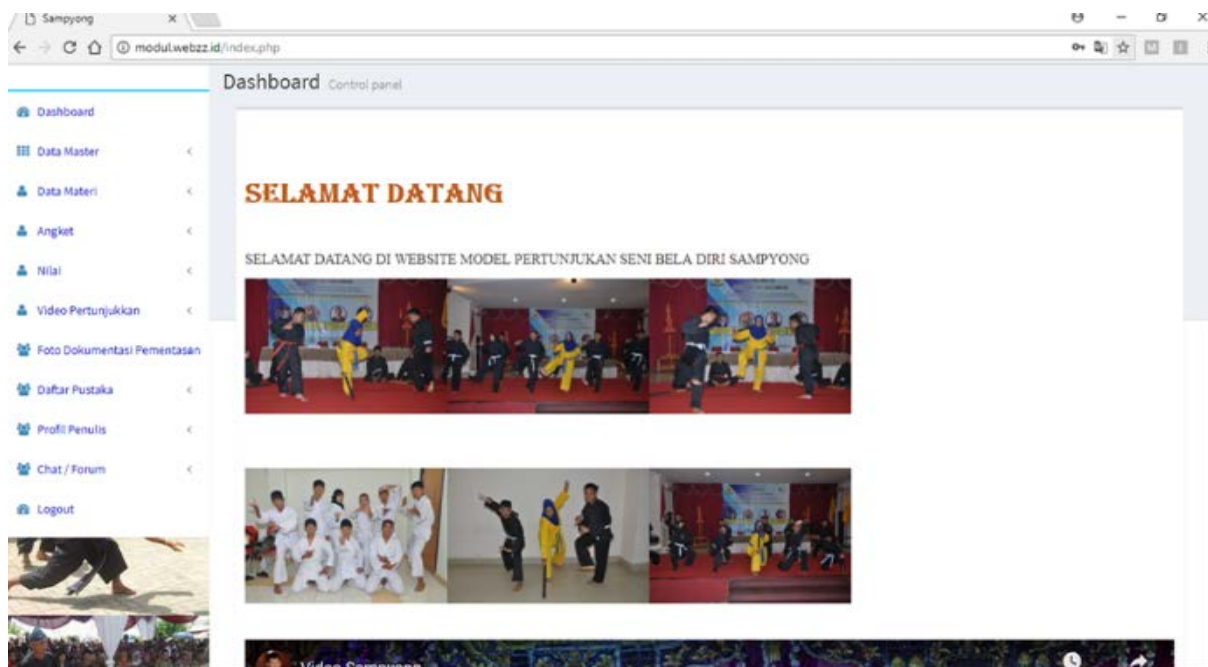 Sampyong
modul.webzz.id/index.php
Dashboard Control panel
Dashboard
Data Master
Data Materi
Angket
Nilai
Video Pertunjukkan
Foto Dokumentasi Pementasan
Daftar Pustaka
Profil Penulis
Chat / Forum
Logout
SELAMAT DATANG
SELAMAT DATANG DI WEBSITE MODEL PERTUNJUKAN SENI BELA DIRI SAMPYONG
Video Sampyong